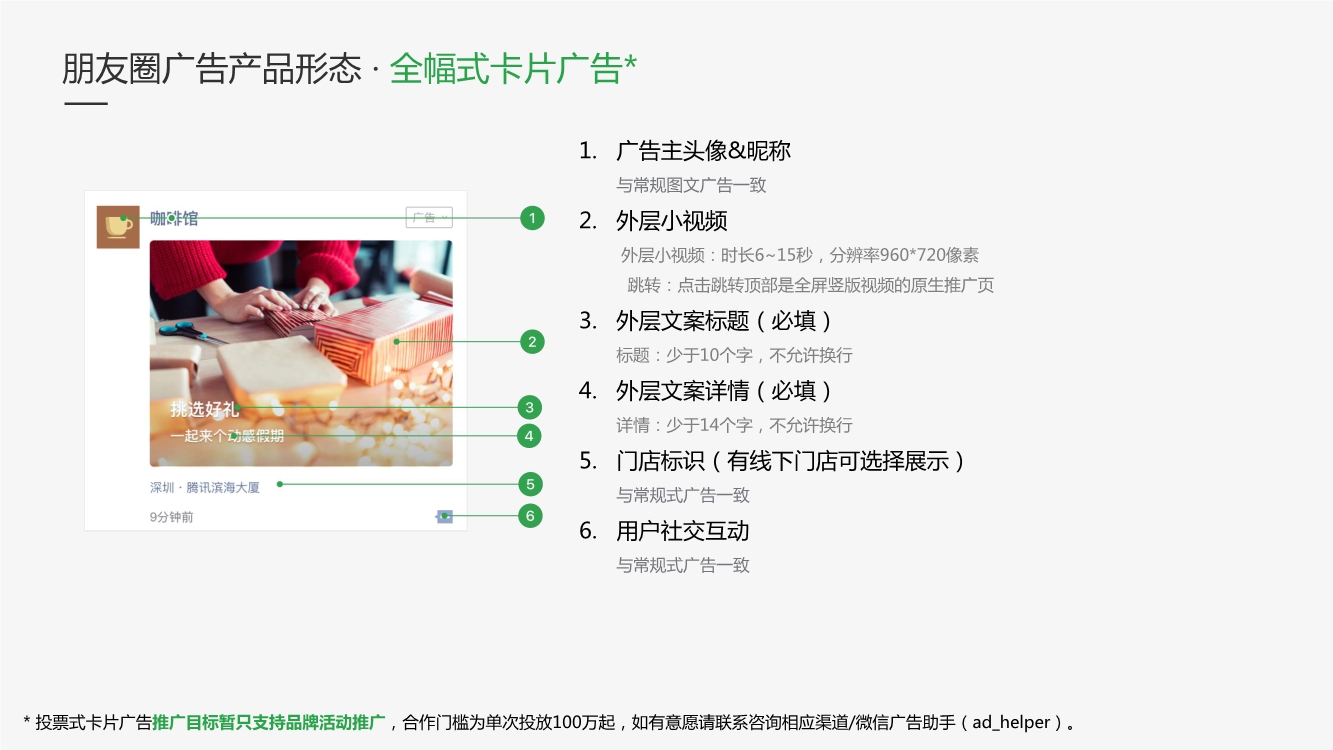 朋友圈广告产品形态 · 全幅式卡片广告*
咖啡馆
广告
挑选好礼
一起来个动感假期
深圳 · 腾讯滨海大厦
9分钟前
1
2
3
4
5
6
1. 广告主头像&昵称
与常规图文广告一致
2. 外层小视频
外层小视频：时长6~15秒，分辨率960*720像素
跳转：点击跳转顶部是全屏竖版视频的原生推广页
3. 外层文案标题（必填）
标题：少于10个字，不允许换行
4. 外层文案详情（必填）
详情：少于14个字，不允许换行
5. 门店标识（有线下门店可选择展示）
与常规式广告一致
6. 用户社交互动
与常规式广告一致
* 投票式卡片广告推广目标暂只支持品牌活动推广，合作门槛为单次投放100万起，如有意愿请联系咨询相应渠道/微信广告助手（ad_helper）。